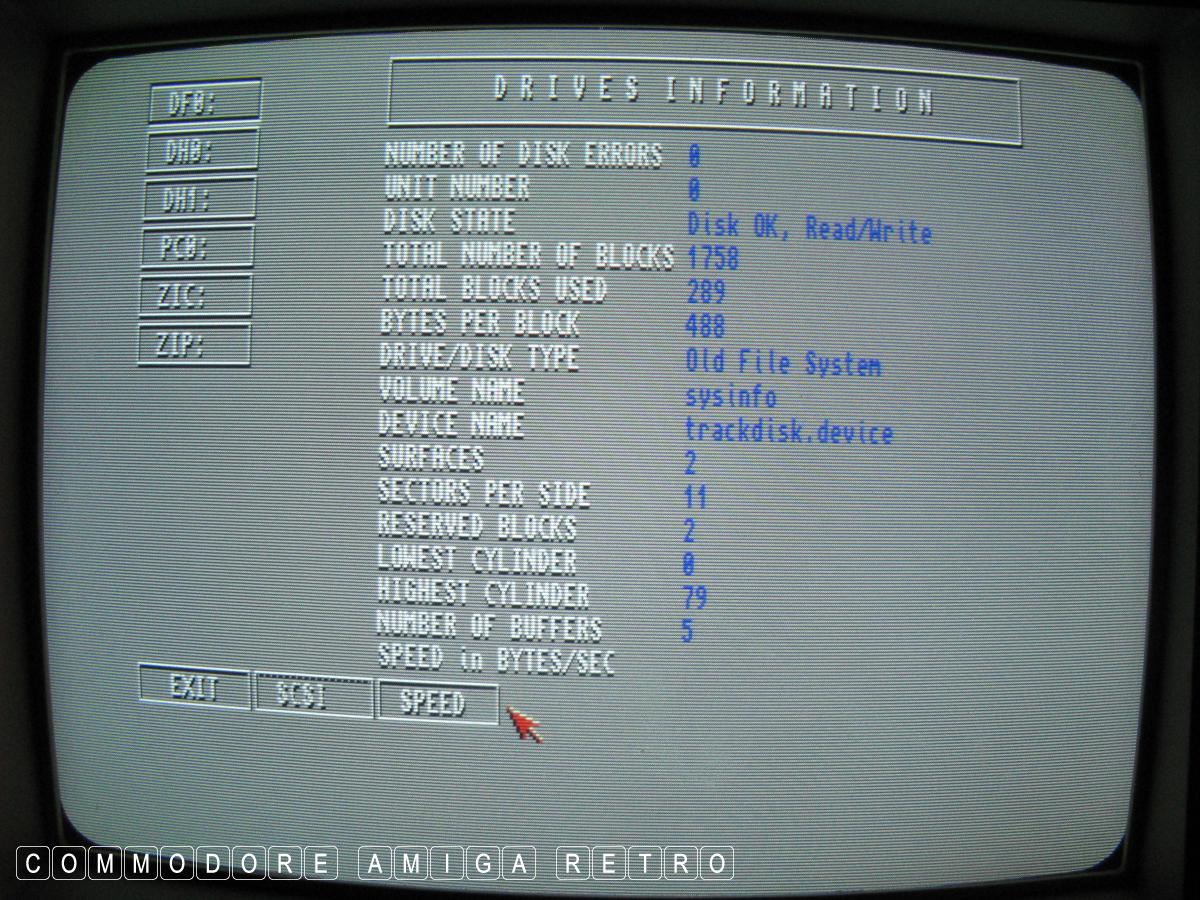 DRIVES INFORMATION
DF0:
DH0:
DH1:
PC0:
ZIC:
ZIP:
NUMBER OF DISK ERRORS 0
UNIT NUMBER 0
DISK STATE Disk OK, Read/Write
TOTAL NUMBER OF BLOCKS 1758
TOTAL BLOCKS USED 289
BYTES PER BLOCK 488
DRIVE/DISK TYPE Old File System
VOLUME NAME sysinfo
DEVICE NAME trackdisk.device
SURFACES 2
SECTORS PER SIDE 11
RESERVED BLOCKS 2
LOWEST CYLINDER 0
HIGHEST CYLINDER 79
NUMBER OF BUFFERS 5
SPEED in BYTES/SEC
EXIT SCSI SPEED
COMMODORE AMIGA RETRO